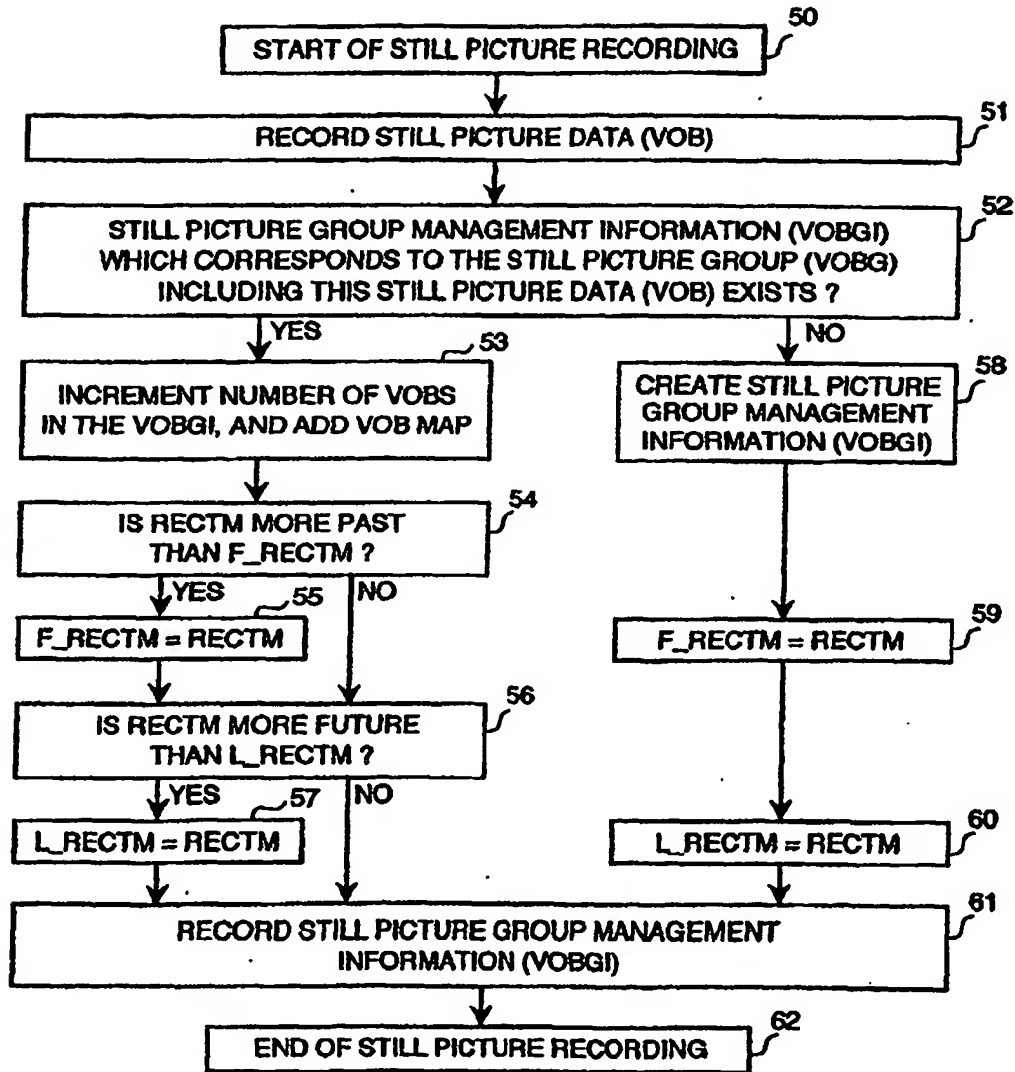 50
START OF STILL PICTURE RECORDING
51
RECORD STILL PICTURE DATA (VOB)
52
STILL PICTURE GROUP MANAGEMENT INFORMATION (VOBGI)
WHICH CORRESPONDS TO THE STILL PICTURE GROUP (VOBG)
INCLUDING THIS STILL PICTURE DATA (VOB) EXISTS ?
YES
NO
53
INCREMENT NUMBER OF VOBS
IN THE VOBGI, AND ADD VOB MAP
58
CREATE STILL PICTURE
GROUP MANAGEMENT
INFORMATION (VOBGI)
54
IS RECTM MORE PAST
THAN F_RECTM ?
YES
NO
55
F_RECTM = RECTM
59
F_RECTM = RECTM
56
IS RECTM MORE FUTURE
THAN L_RECTM ?
YES
NO
57
L_RECTM = RECTM
60
L_RECTM = RECTM
61
RECORD STILL PICTURE GROUP MANAGEMENT
INFORMATION (VOBGI)
62
END OF STILL PICTURE RECORDING